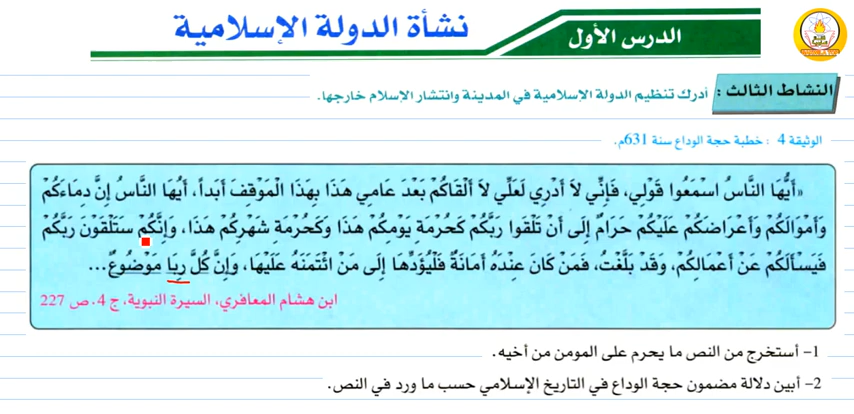 الدرس الأول
نشأة الدولة الإسلامية
النشاط الثالث : أدرك تنظيم الدولة الإسلامية في المدينة وانتشار الإسلام خارجها.
الوثيقة 4 : خطبة حجة الوداع سنة 631م.
«أَيُّهَا النَّاسُ اسْمَعُوا قَوْلِي، فَإِنِّي لاَ أَدْرِي لَعَلِّي لاَ أَلْقَاكُم بَعْدَ عَامِي هَذَا بِهَذَا الْمَوْقِفِ أَبَداً، أَيُهَا النَّاسُ إِنَّ دِمَاءَكُمْ
وَأَمْوَالَكُمْ وَأَعْرَاضَكُمْ عَلَيْكُمْ حَرَامٌ إِلَى أَنْ تَلْقَوا رَبَّكُمْ كَحُرْمَةِ يَوْمِكُمْ هَذَا وَكَحُرْمَةِ شَهْرِكُمْ هَذَا، وَإِنَّكُمْ سَتَلْقَوْنَ رَبَّكُمْ
فَيَسْأَلَكُمْ عَنْ أَعْمَالِكُمْ، وَقَدْ بَلَّغْتُ، فَمَنْ كَانَ عِنْدَهُ أَمَانَةٌ فَلْيُؤَدِّهَا إِلَى مَنْ ائْتَمَنَهُ عَلَيْهَا، وَإِنَّ كُلَّ رِبَا مَوْضُوعٌ...
ابن هشام المعافري، السيرة النبوية، ج 4، ص 227
1- أستخرج من النص ما يحرم على المومن من أخيه.
2- أبين دلالة مضمون حجة الوداع في التاريخ الإسلامي حسب ما ورد في النص.